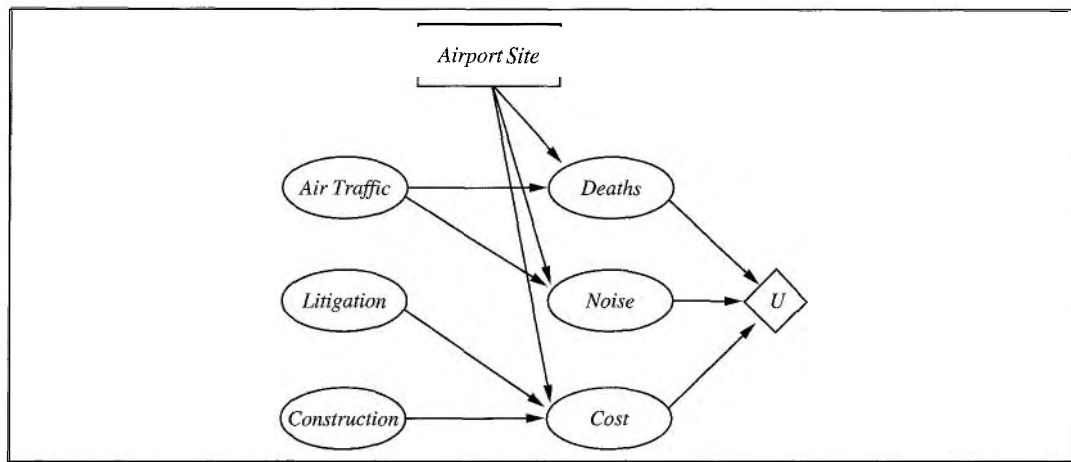 Airport Site
Air Traffic
Deaths
Litigation
Noise
U
Construction
Cost